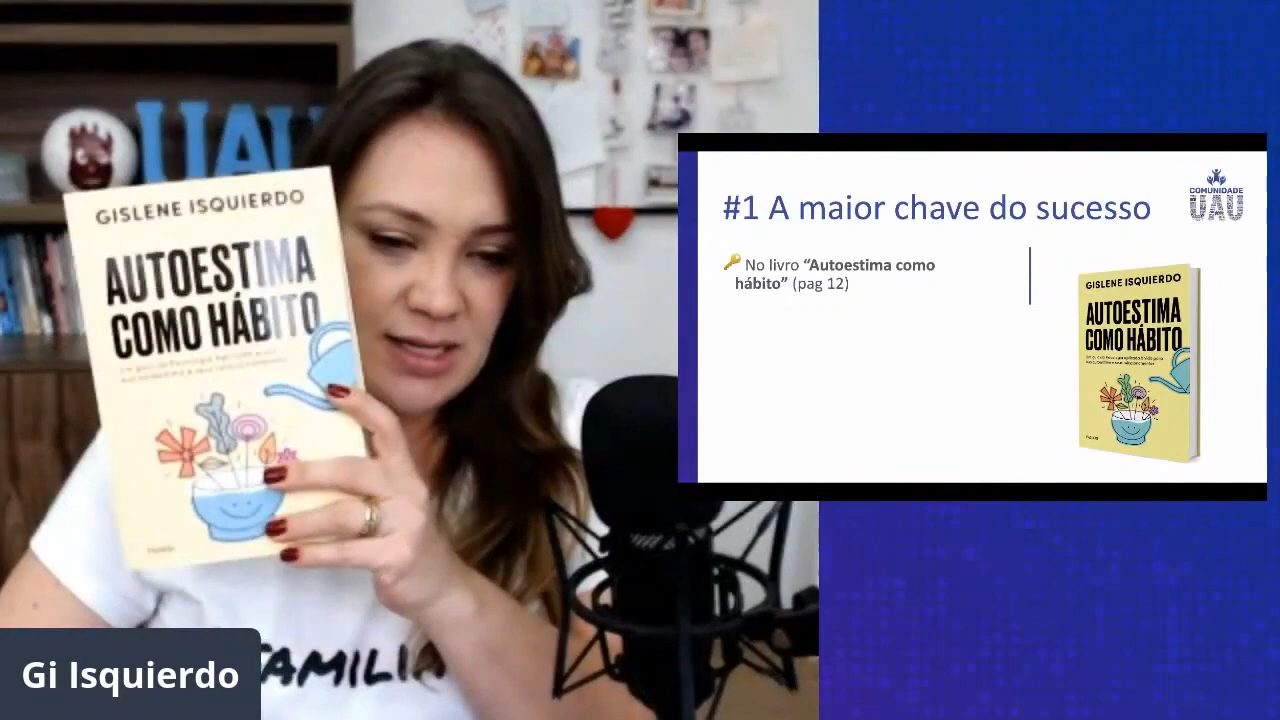 UAU
GISLENE ISQUIERDO
AUTOESTIMA
COMO HÁBITO
FAMILIA
Gi Isquierdo
#1 A maior chave do sucesso
COMUNIDADE
UAU
🔑 No livro “Autoestima como
hábito” (pag 12)
GISLENE ISQUIERDO
AUTOESTIMA
COMO HÁBITO